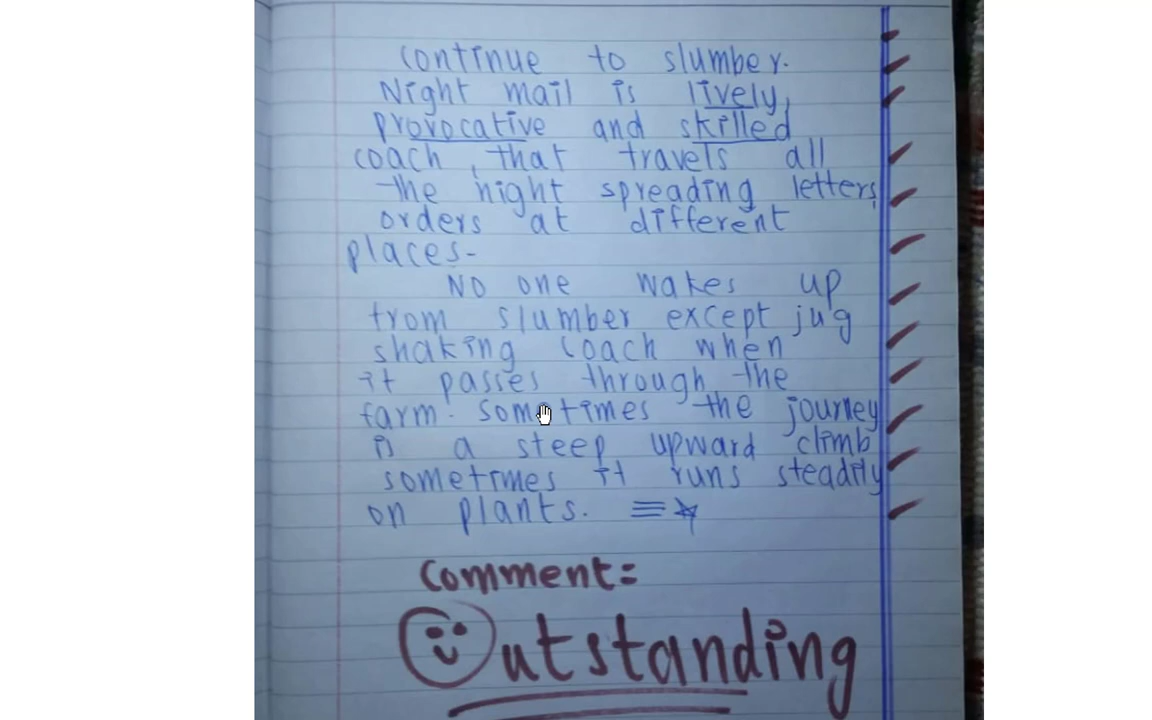 continue to slumber.
Night mail is lively,
provocative and skilled
coach, that travels all
the night spreading letters,
orders at different
places-
No one wakes up
from slumber except jug
shaking coach when
it passes through the
farm. Sometimes the journey
is a steep upward climb
sometimes it runs steadily
on plants.
Comment:
Outstanding